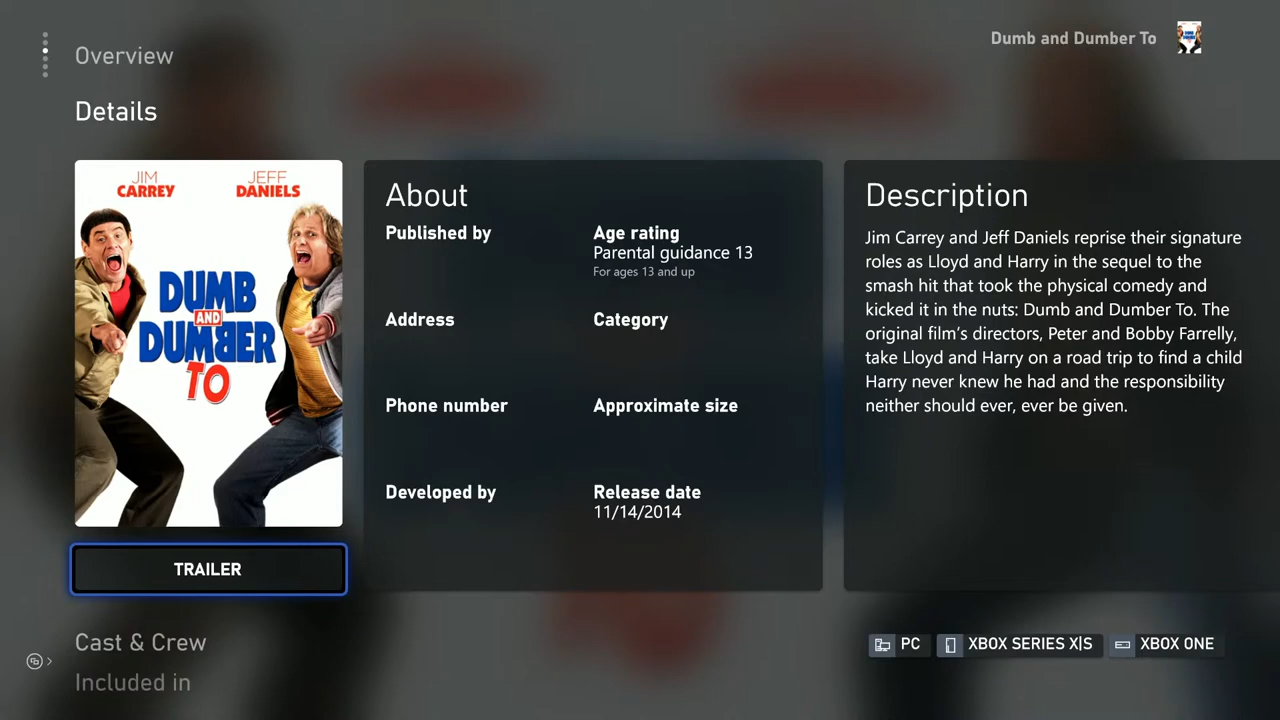 Overview
Dumb and Dumber To
Details
JIM CARREY
JEFF DANIELS
DUMB
AND
DUMBER
TO
TRAILER
About
Published by
Age rating
Parental guidance 13
For ages 13 and up
Address
Category
Phone number
Approximate size
Developed by
Release date
11/14/2014
Description
Jim Carrey and Jeff Daniels reprise their signature
roles as Lloyd and Harry in the sequel to the
smash hit that took the physical comedy and
kicked it in the nuts: Dumb and Dumber To. The
original film's directors, Peter and Bobby Farrelly,
take Lloyd and Harry on a road trip to find a child
Harry never knew he had and the responsibility
neither should ever, ever be given.
Cast & Crew
Included in
PC
XBOX SERIES X|S
XBOX ONE